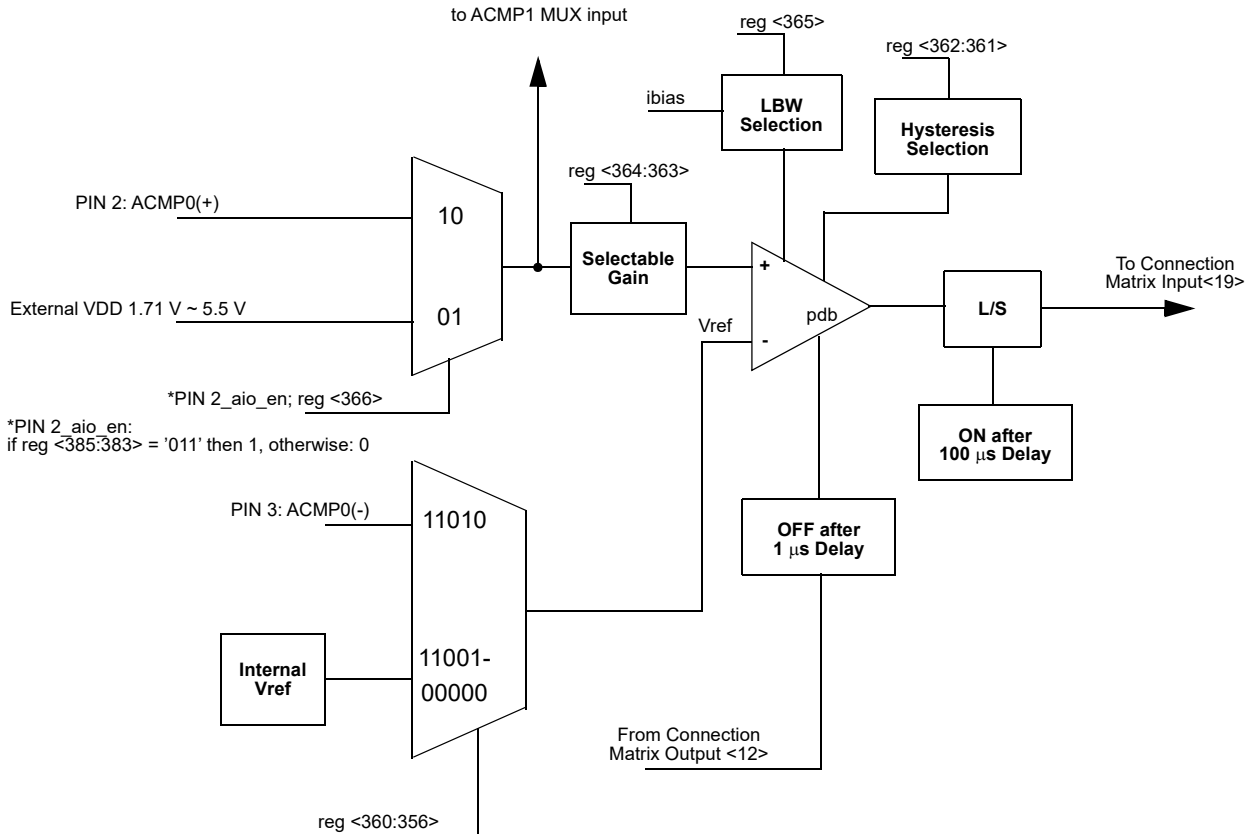 to ACMP1 MUX input
reg <365>
reg <362:361>
ibias
LBW
Selection
Hysteresis
Selection
reg <364:363>
PIN 2: ACMP0(+)
10
Selectable
Gain
+
To Connection
Matrix Input<19>
External VDD 1.71 V ~ 5.5 V
01
Vref
pdb
-
L/S
*PIN 2_aio_en; reg <366>
*PIN 2_aio_en:
if reg <385:383> = '011' then 1, otherwise: 0
ON after
100 μs Delay
PIN 3: ACMP0(-)
11010
OFF after
1 μs Delay
Internal
Vref
11001-
00000
From Connection
Matrix Output <12>
reg <360:356>